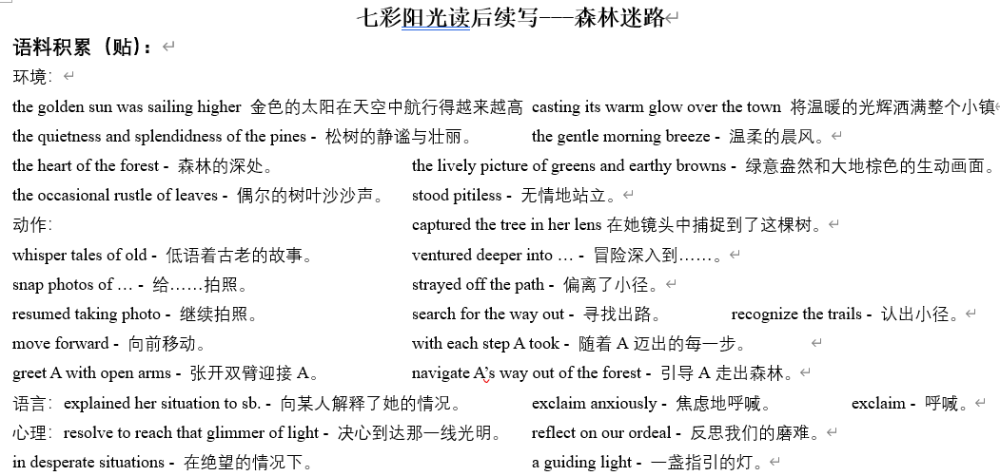 七彩阳光读后续写---森林迷路
语料积累（贴）：
环境：
the golden sun was sailing higher 金色的太阳在天空中航行得越来越高 casting its warm glow over the town 将温暖的光辉洒满整个小镇
the quietness and splendidness of the pines - 松树的静谧与壮丽。 the gentle morning breeze - 温柔的晨风。
the heart of the forest - 森林的深处。 the lively picture of greens and earthy browns - 绿意盎然和大地棕色的生动画面。
the occasional rustle of leaves - 偶尔的树叶沙沙声。 stood pitiless - 无情地站立。
动作： captured the tree in her lens 在她镜头中捕捉到了这棵树。
whisper tales of old - 低语着古老的故事。 ventured deeper into … - 冒险深入到……。
snap photos of … - 给……拍照。 strayed off the path - 偏离了小径。
resumed taking photo - 继续拍照。 search for the way out - 寻找出路。 recognize the trails - 认出小径。
move forward - 向前移动。 with each step A took - 随着 A 迈出的每一步。
greet A with open arms - 张开双臂迎接 A。 navigate A’s way out of the forest - 引导 A 走出森林。
语言：explained her situation to sb. - 向某人解释了她的情况。 exclaim anxiously - 焦虑地呼喊。 exclaim - 呼喊。
心理：resolve to reach that glimmer of light - 决心到达那一线光明。 reflect on our ordeal - 反思我们的磨难。
in desperate situations - 在绝望的情况下。 a guiding light - 一盏指引的灯。